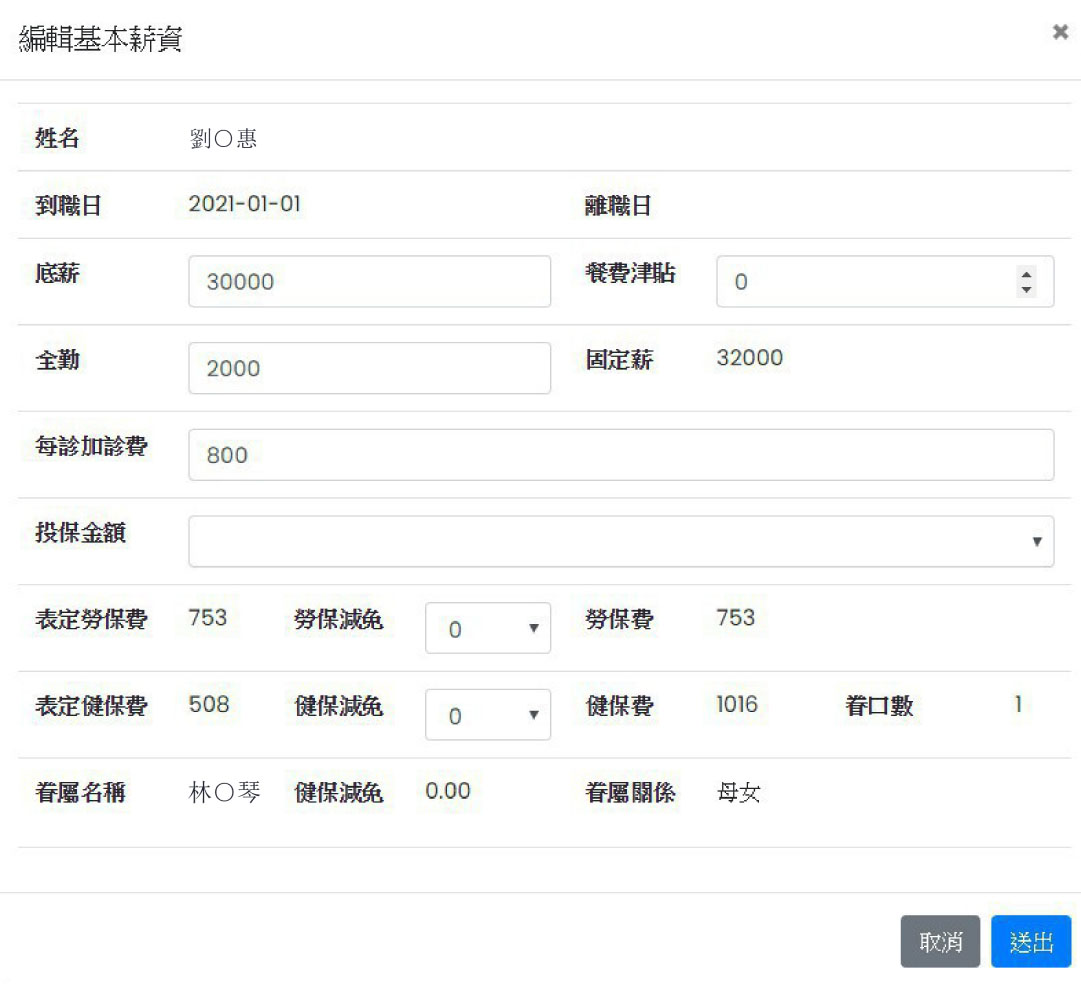 編輯基本薪資 ×
姓名 劉〇惠
到職日 2021-01-01 離職日
底薪 30000 餐費津貼 0
全勤 2000 固定薪 32000
每診加診費 800
投保金額
表定勞保費 753 勞保減免 0 勞保費 753
表定健保費 508 健保減免 0 健保費 1016 眷口數 1
眷屬名稱 林〇琴 健保減免 0.00 眷屬關係 母女
取消 送出